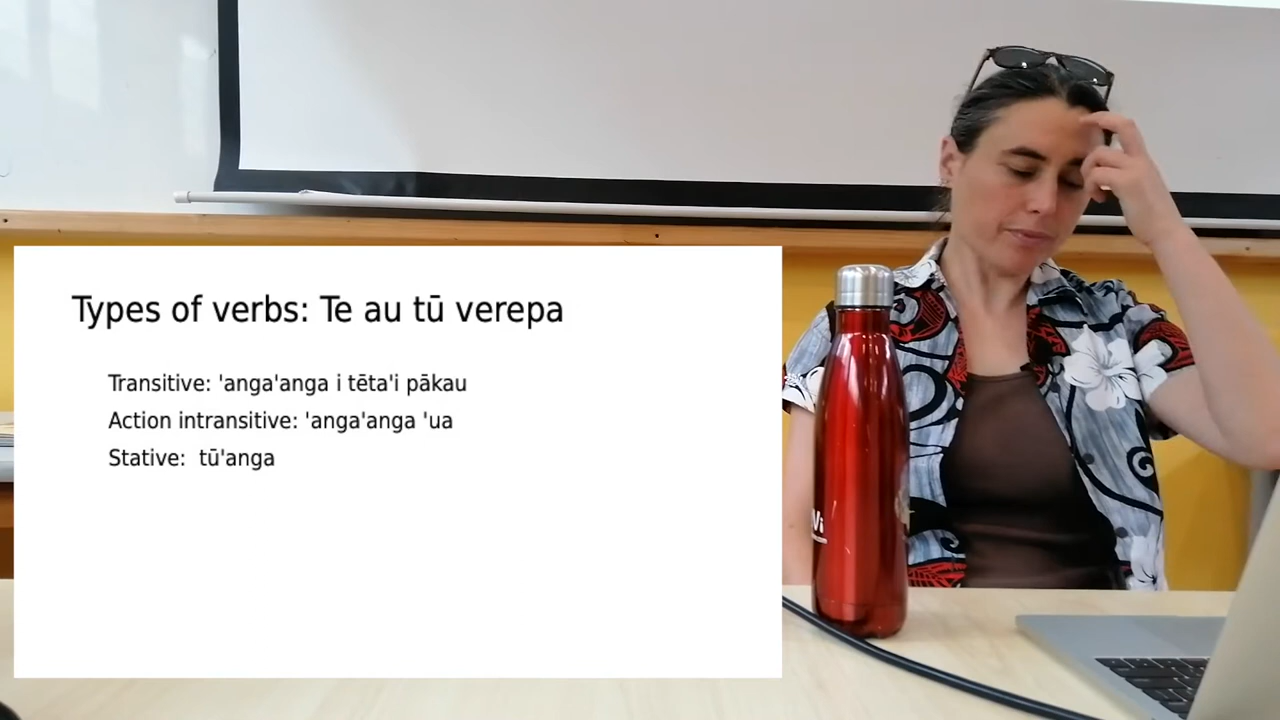 Types of verbs: Te au tū verepa
Transitive: 'anga'anga i tēta'i pākau
Action intransitive: 'anga'anga 'ua
Stative:  tū'anga